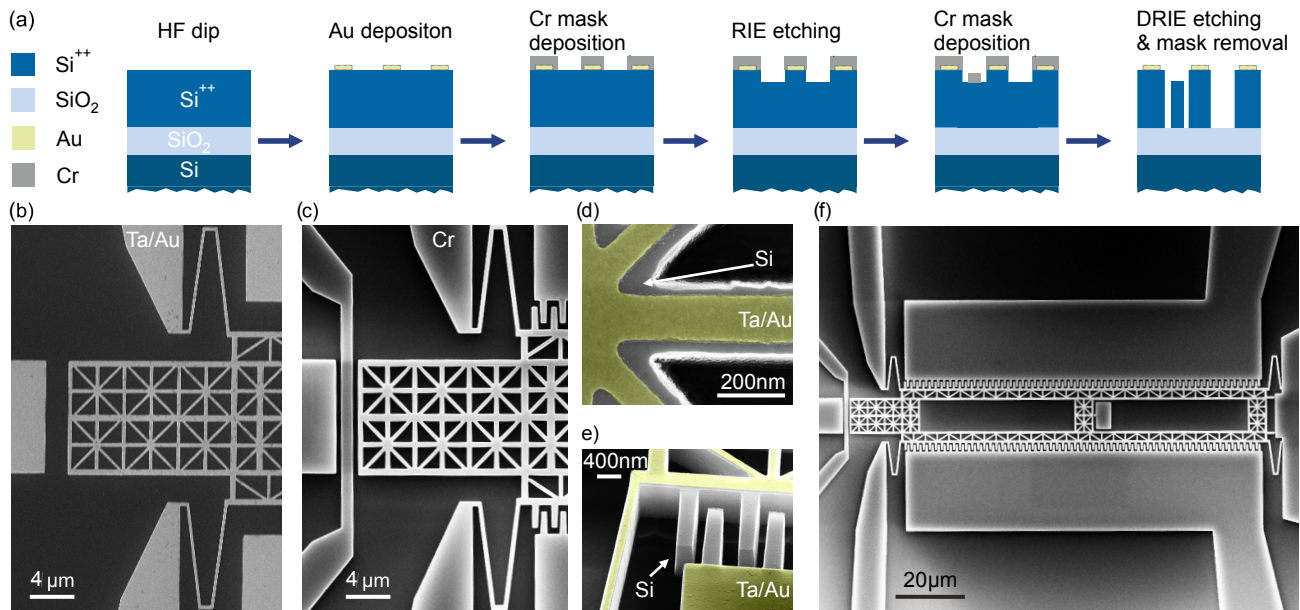 (a)
HF dip
Au depositon
Cr mask
deposition
RIE etching
Cr mask
deposition
DRIE etching
& mask removal
Si++
SiO2
Au
Cr
Si++
SiO2
Si
(b)
Ta/Au
4 μm
(c)
Cr
4 μm
(d)
Si
Ta/Au
200nm
e)
400nm
Si
Ta/Au
(f)
20μm